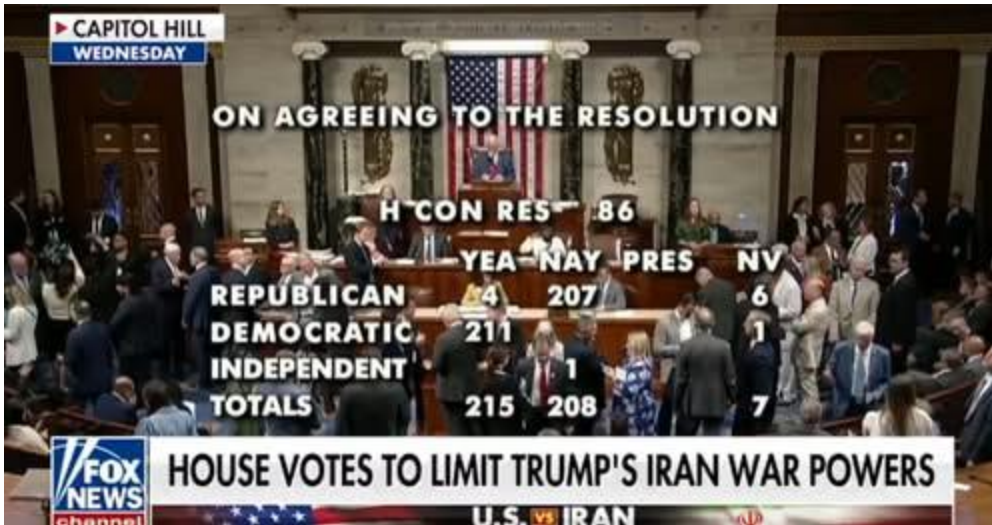 CAPITOL HILL
WEDNESDAY
ON AGREEING TO THE RESOLUTION
H CON RES 86
YEA NAY PRES NV
REPUBLICAN 4 207 6
DEMOCRATIC 211 1
INDEPENDENT 1
TOTALS 215 208 7
FOX NEWS channel
HOUSE VOTES TO LIMIT TRUMP'S IRAN WAR POWERS
U.S. VS IRAN